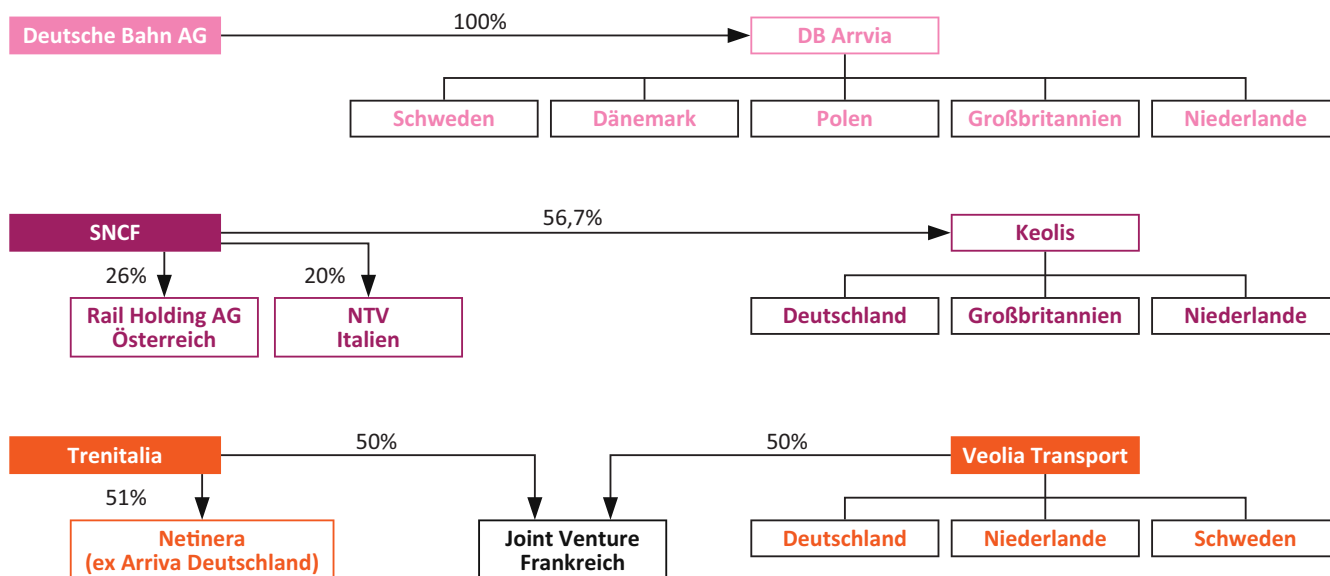 Deutsche Bahn AG
100%
DB Arrvia
Schweden
Dänemark
Polen
Großbritannien
Niederlande
SNCF
56,7%
Keolis
26%
20%
Rail Holding AG
Österreich
NTV
Italien
Deutschland
Großbritannien
Niederlande
Trenitalia
50%
50%
Veolia Transport
51%
Netinera
(ex Arriva Deutschland)
Joint Venture
Frankreich
Deutschland
Niederlande
Schweden